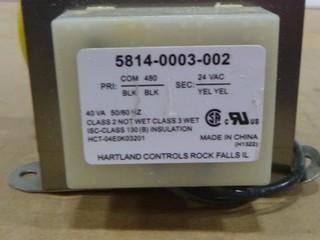 5814-0003-002
COM 480 24 VAC
PRI: SEC:
BLK BLK YEL YEL
40 VA 50/60 HZ
CLASS 2 NOT WET CLASS 3 WET
ISC-CLASS 130 (B) INSULATION
HCT-04E0K03201 MADE IN CHINA
(H1322)
HARTLAND CONTROLS ROCK FALLS IL